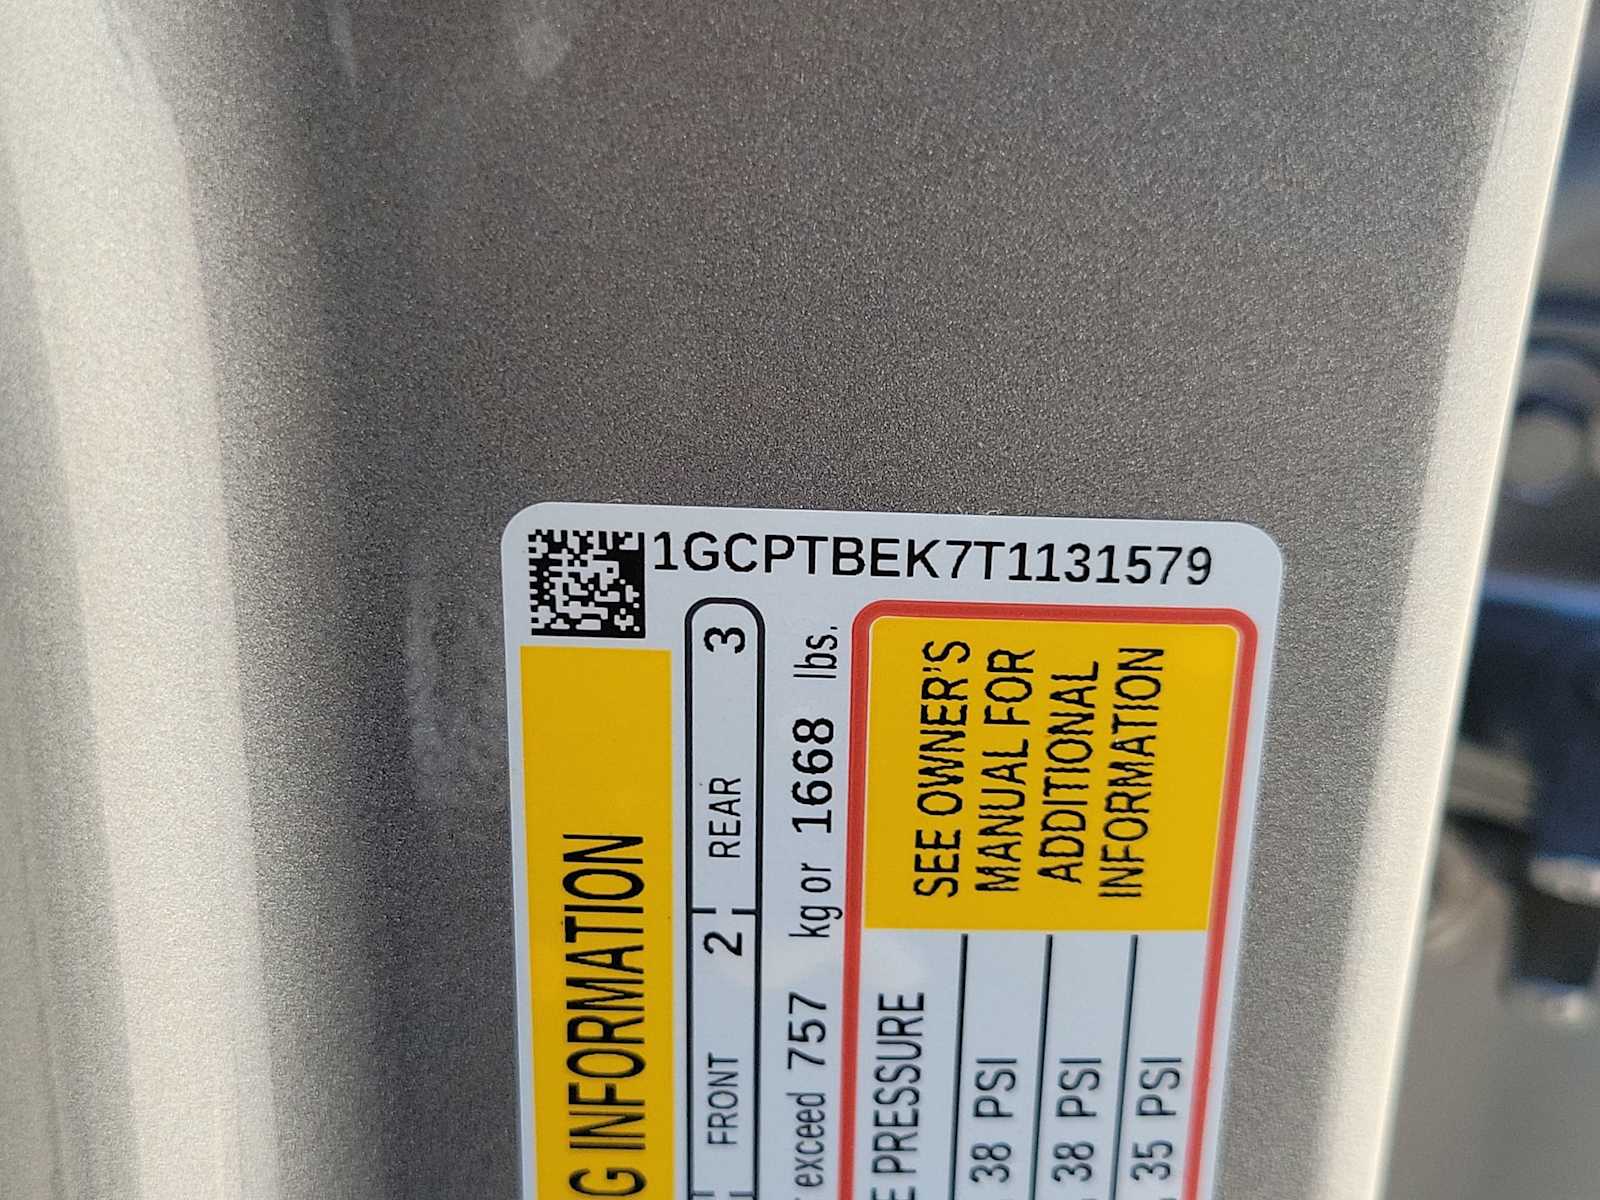 1GCPTBEK7T1131579
G INFORMATION
FRONT 2 REAR 3
exceed 757 kg or 1668 lbs.
E PRESSURE
38 PSI
38 PSI
35 PSI
SEE OWNER'S
MANUAL FOR
ADDITIONAL
INFORMATION